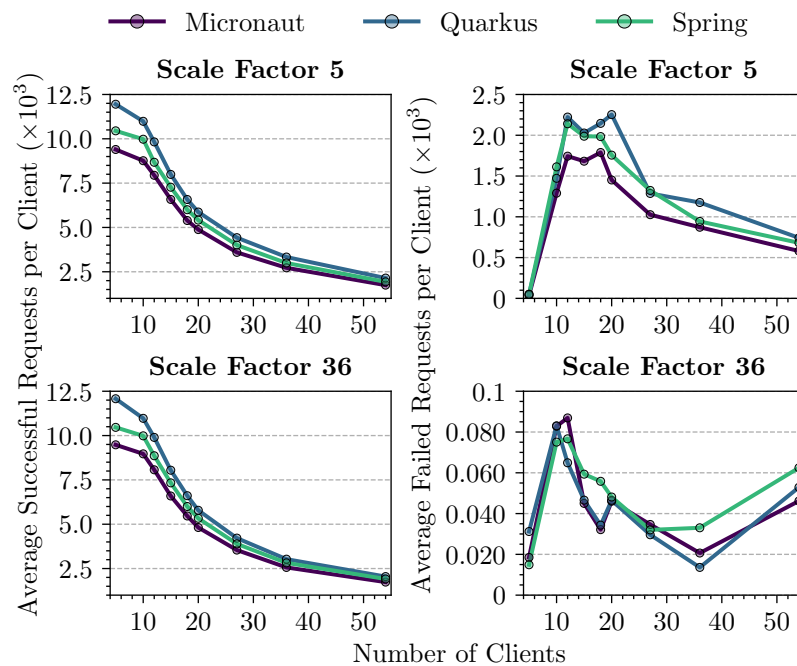 Micronaut Quarkus Spring
Scale Factor 5
Scale Factor 5
Average Successful Requests per Client (×10³)
12.5
10.0
7.5
5.0
2.5
10 20 30 40 50
Average Failed Requests per Client (×10³)
2.5
2.0
1.5
1.0
0.5
0
10 20 30 40 50
Scale Factor 36
Scale Factor 36
12.5
10.0
7.5
5.0
2.5
10 20 30 40 50
0.1
0.080
0.060
0.040
0.020
0
10 20 30 40 50
Number of Clients